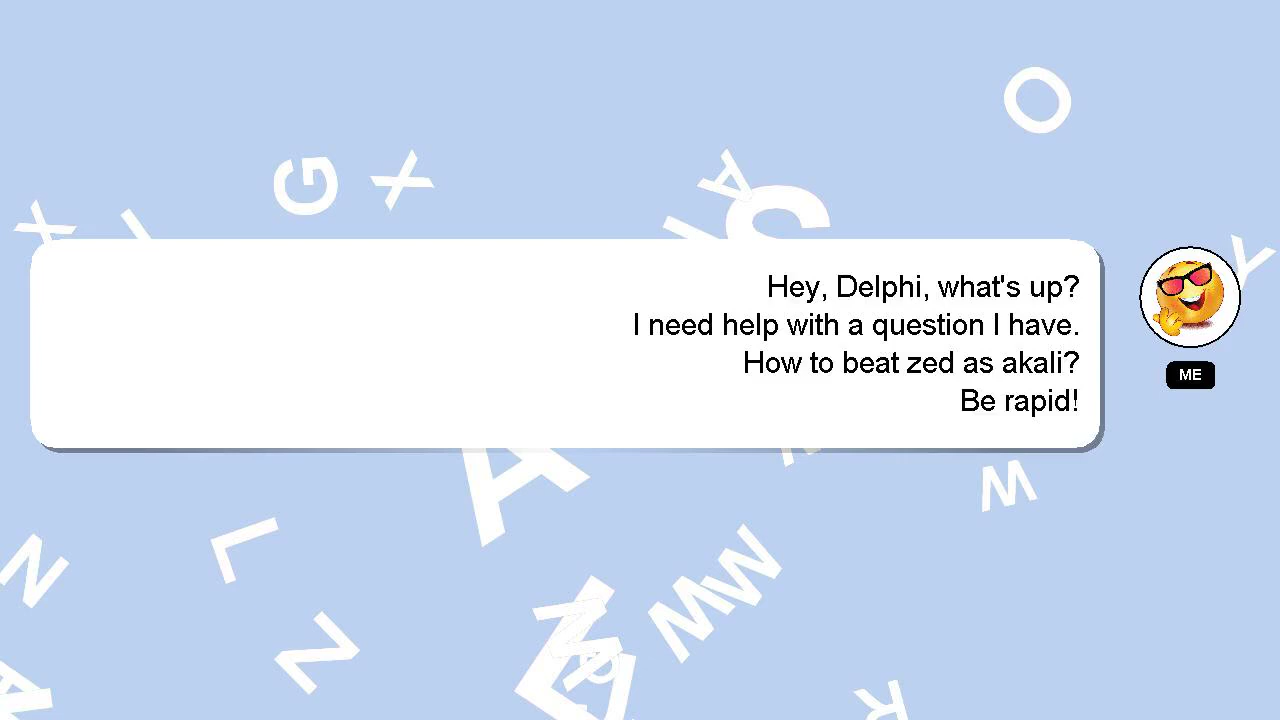 Hey, Delphi, what's up?
I need help with a question I have.
How to beat zed as akali?
Be rapid!
ME
O
G
X
A
X
I
I
C
Y
A
W
W
L
N
N
Z
W
M
A
R